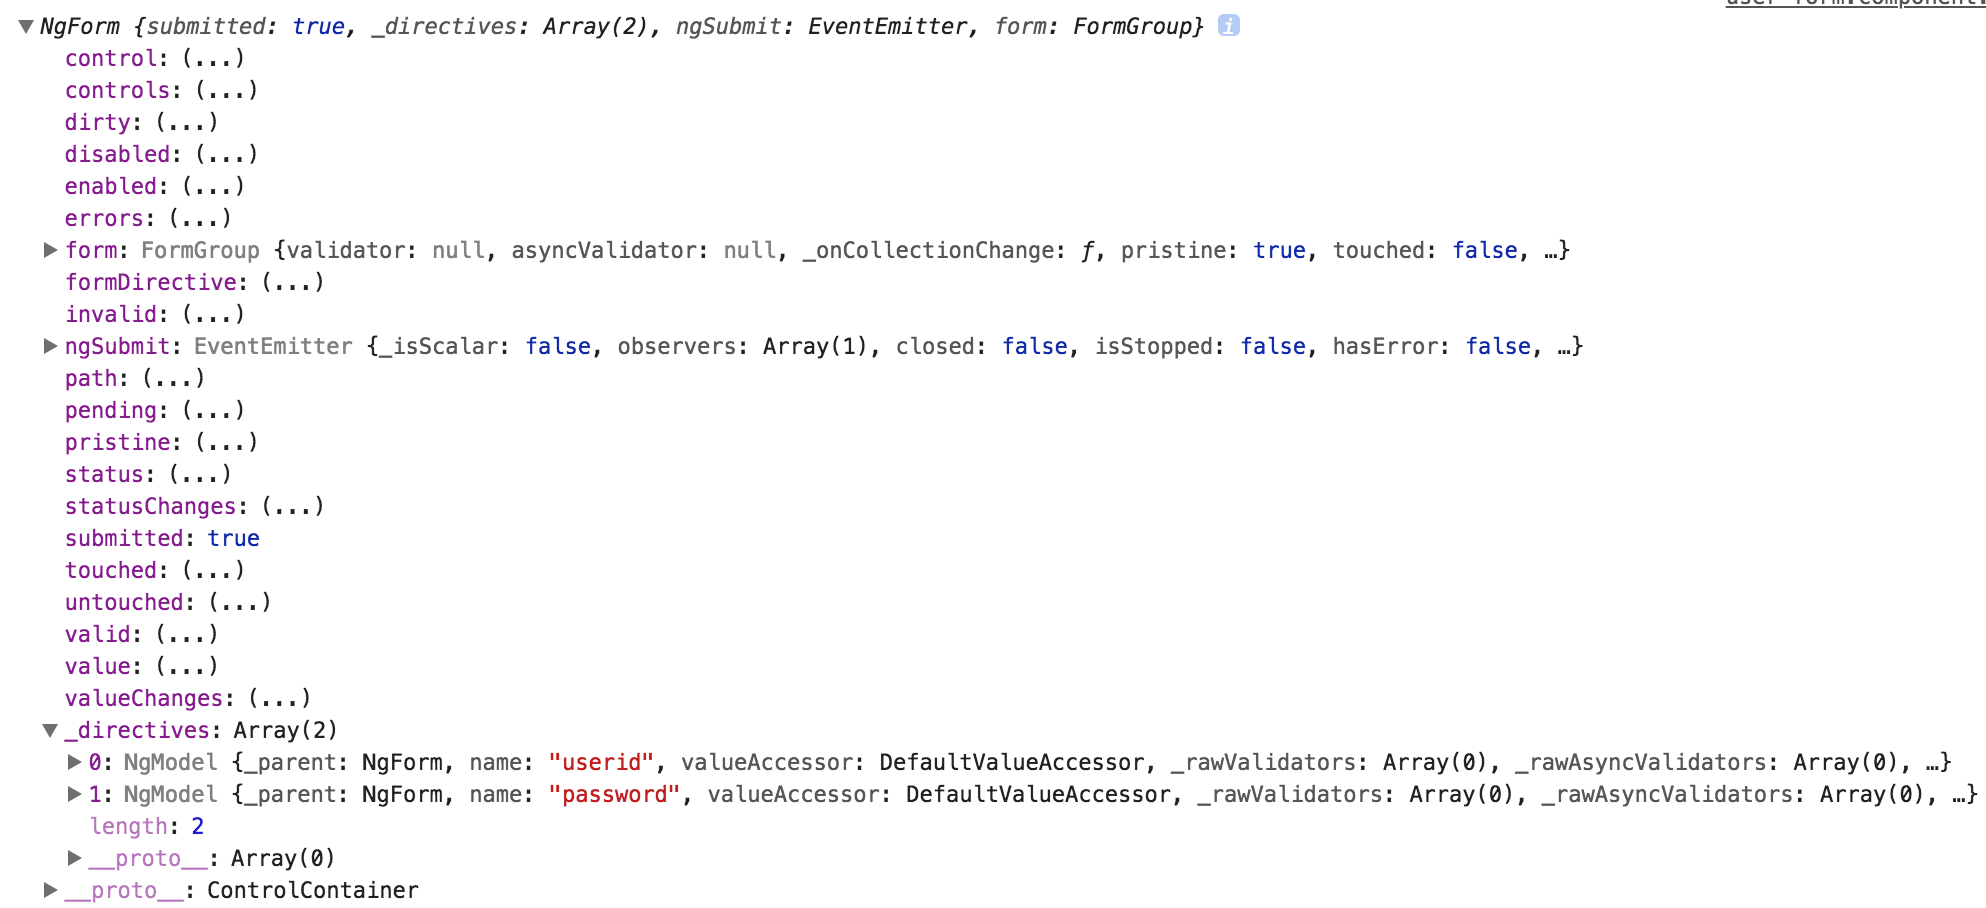 user-form.component.
▼NgForm {submitted: true, _directives: Array(2), ngSubmit: EventEmitter, form: FormGroup} i
control: (...)
controls: (...)
dirty: (...)
disabled: (...)
enabled: (...)
errors: (...)
▶form: FormGroup {validator: null, asyncValidator: null, _onCollectionChange: ƒ, pristine: true, touched: false, …}
formDirective: (...)
invalid: (...)
▶ngSubmit: EventEmitter {_isScalar: false, observers: Array(1), closed: false, isStopped: false, hasError: false, …}
path: (...)
pending: (...)
pristine: (...)
status: (...)
statusChanges: (...)
submitted: true
touched: (...)
untouched: (...)
valid: (...)
value: (...)
valueChanges: (...)
▼_directives: Array(2)
▶0: NgModel {_parent: NgForm, name: "userid", valueAccessor: DefaultValueAccessor, _rawValidators: Array(0), _rawAsyncValidators: Array(0), …}
▶1: NgModel {_parent: NgForm, name: "password", valueAccessor: DefaultValueAccessor, _rawValidators: Array(0), _rawAsyncValidators: Array(0), …}
length: 2
▶__proto__: Array(0)
▶__proto__: ControlContainer